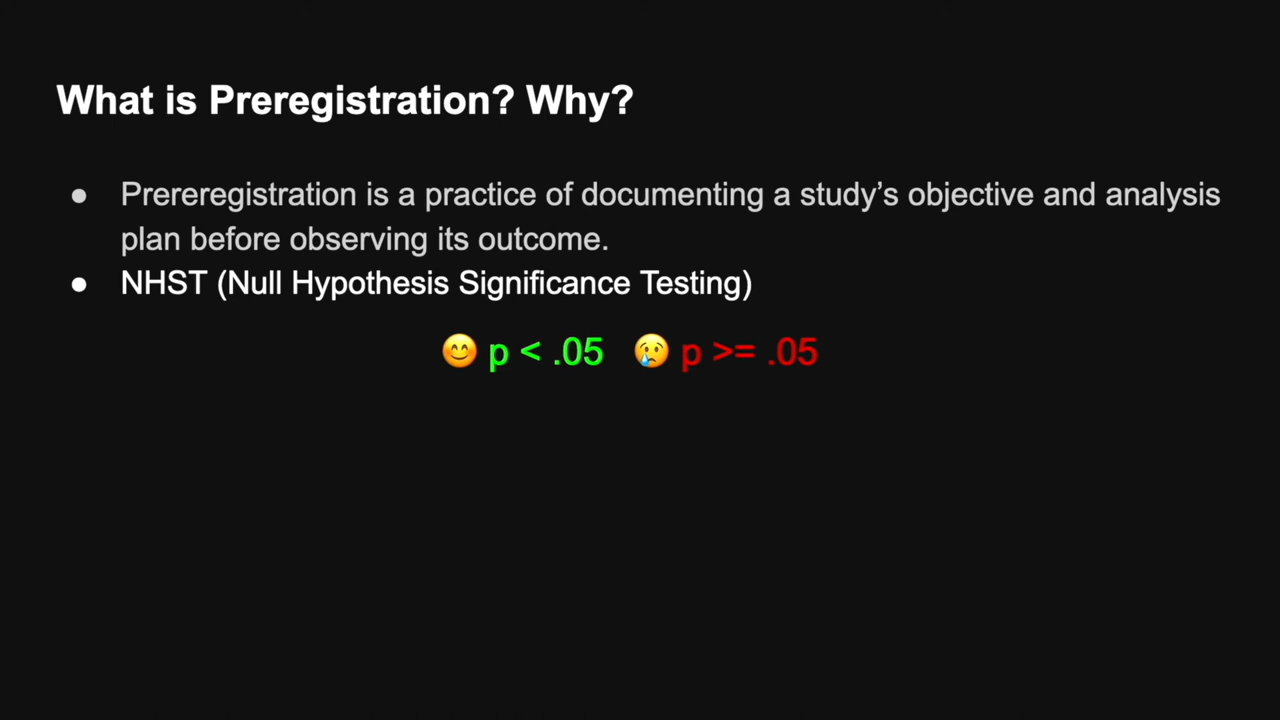 What is Preregistration? Why?
● Prereregistration is a practice of documenting a study’s objective and analysis
plan before observing its outcome.
● NHST (Null Hypothesis Significance Testing)
😊 p < .05 😢 p >= .05